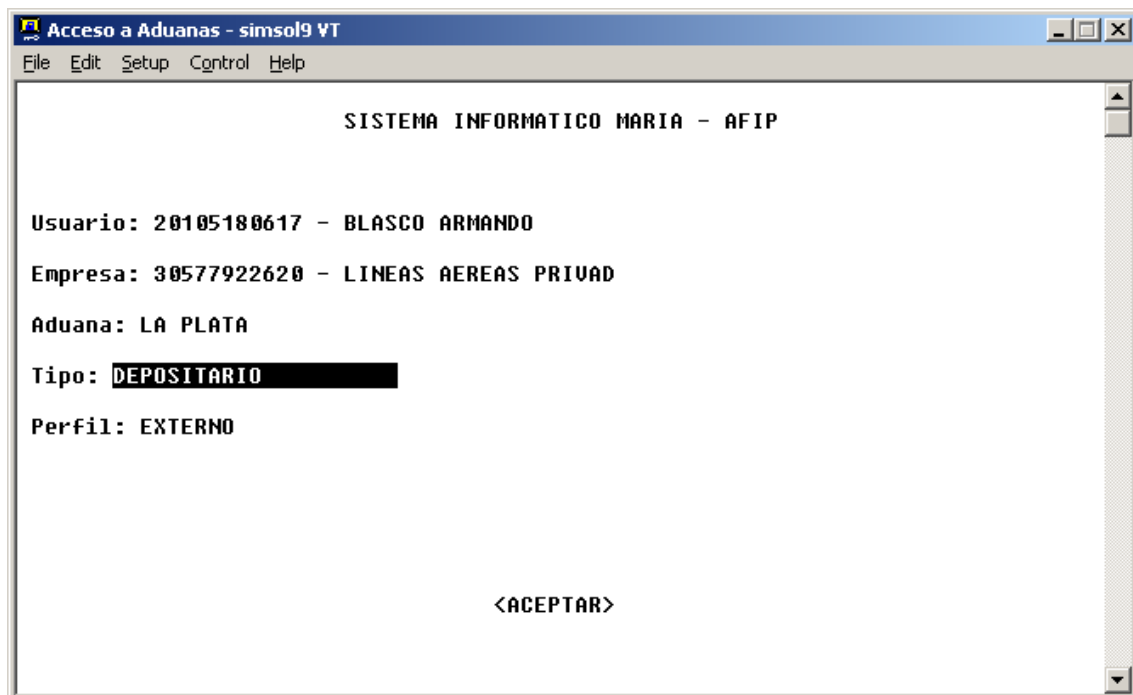 Acceso a Aduanas - simsol9 VT
File Edit Setup Control Help
SISTEMA INFORMATICO MARIA - AFIP
Usuario: 20105180617 - BLASCO ARMANDO
Empresa: 30577922620 - LINEAS AEREAS PRIVAD
Aduana: LA PLATA
Tipo: DEPOSITARIO
Perfil: EXTERNO
<ACEPTAR>